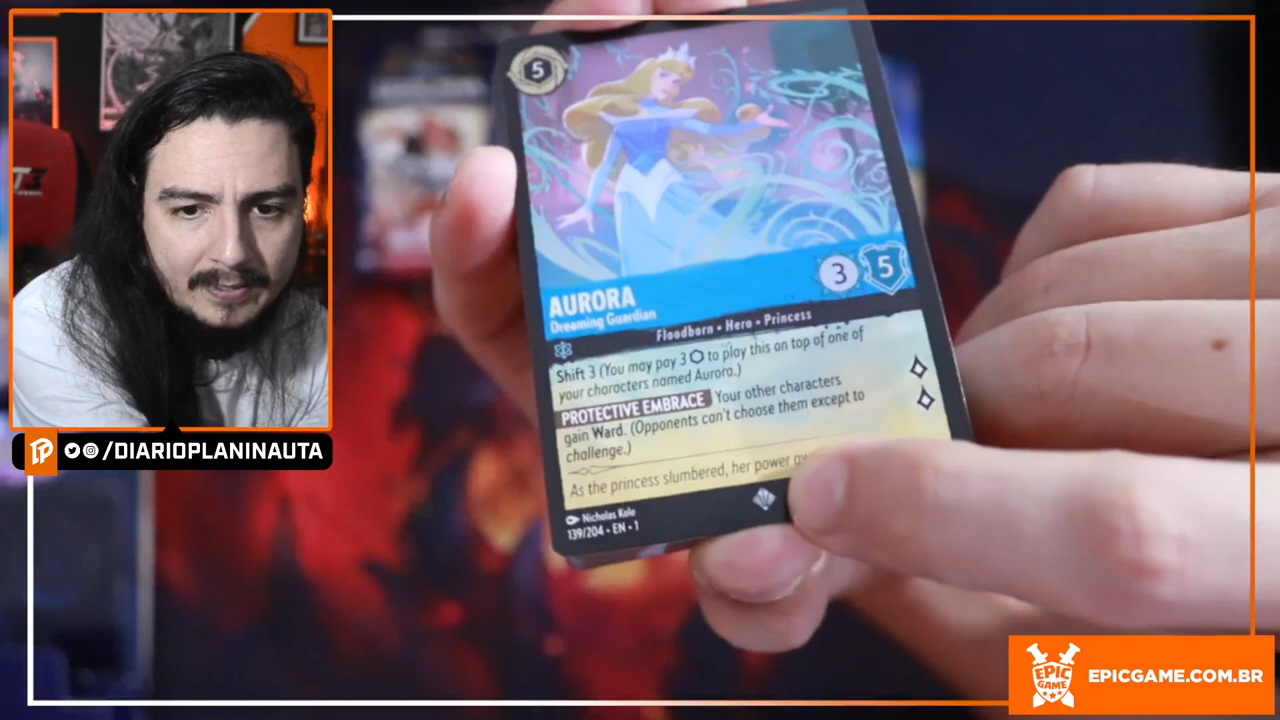 5
3
5
AURORA
Dreaming Guardian
Floodborn • Hero • Princess
Shift 3 (You may pay 3 to play this on top of one of
your characters named Aurora.)
PROTECTIVE EMBRACE Your other characters
gain Ward. (Opponents can't choose them except to
challenge.)
As the princess slumbered, her power
Nicholas Kole
139/204 • EN • 1
/DIARIOPLANINAUTA
EPIC
GAME
EPICGAME.COM.BR